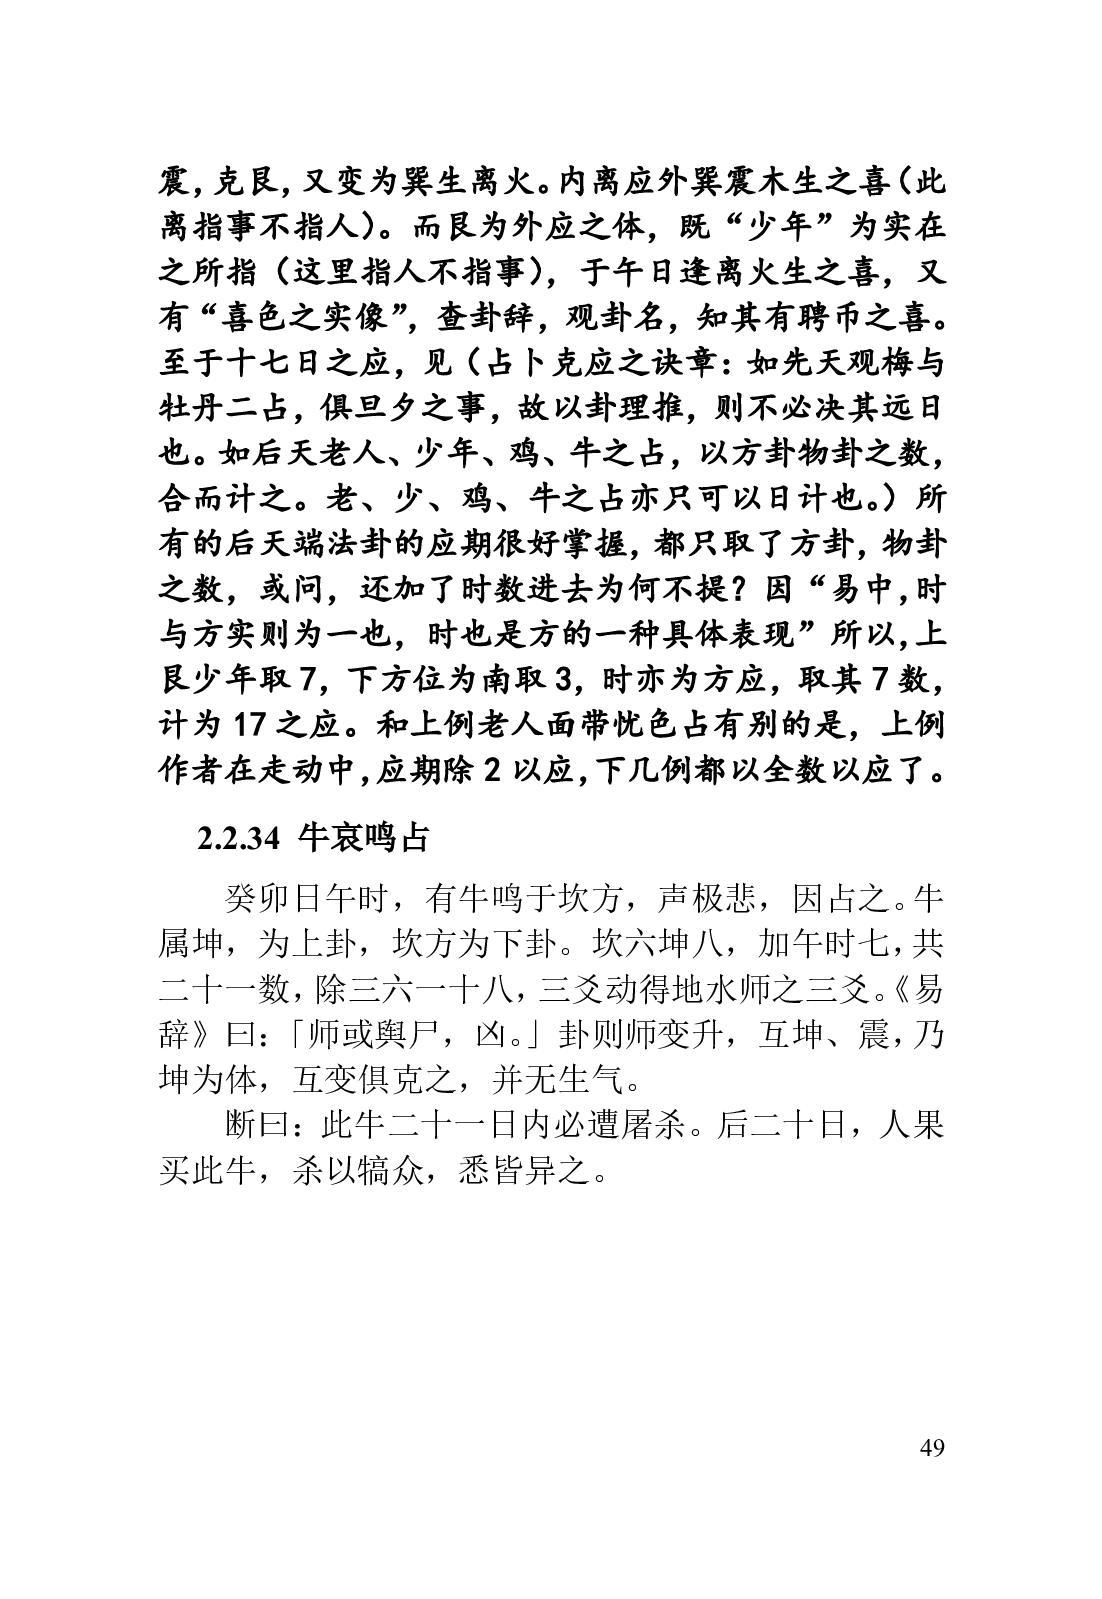 震，克艮，又变为巽生离火。内离应外巽震木生之喜（此
离指事不指人）。而艮为外应之体，既“少年”为实在
之所指（这里指人不指事），于午日逢离火生之喜，又
有“喜色之实像”，查卦辞，观卦名，知其有聘币之喜。
至于十七日之应，见（占卜克应之诀章：如先天观梅与
牡丹二占，俱旦夕之事，故以卦理推，则不必决其远日
也。如后天老人、少年、鸡、牛之占，以方卦物卦之数，
合而计之。老、少、鸡、牛之占亦只可以日计也。）所
有的后天端法卦的应期很好掌握，都只取了方卦，物卦
之数，或问，还加了时数进去为何不提？因“易中，时
与方实则为一也，时也是方的一种具体表现”所以，上
艮少年取 7，下方位为南取 3，时亦为方应，取其 7 数，
计为 17 之应。和上例老人面带忧色占有别的是，上例
作者在走动中，应期除 2 以应，下几例都以全数以应了。
2.2.34 牛哀鸣占
癸卯日午时，有牛鸣于坎方，声极悲，因占之。牛
属坤，为上卦，坎方为下卦。坎六坤八，加午时七，共
二十一数，除三六一十八，三爻动得地水师之三爻。《易
辞》曰：「师或舆尸，凶。」卦则师变升，互坤、震，乃
坤为体，互变俱克之，并无生气。
断曰：此牛二十一日内必遭屠杀。后二十日，人果
买此牛，杀以犒众，悉皆异之。
49